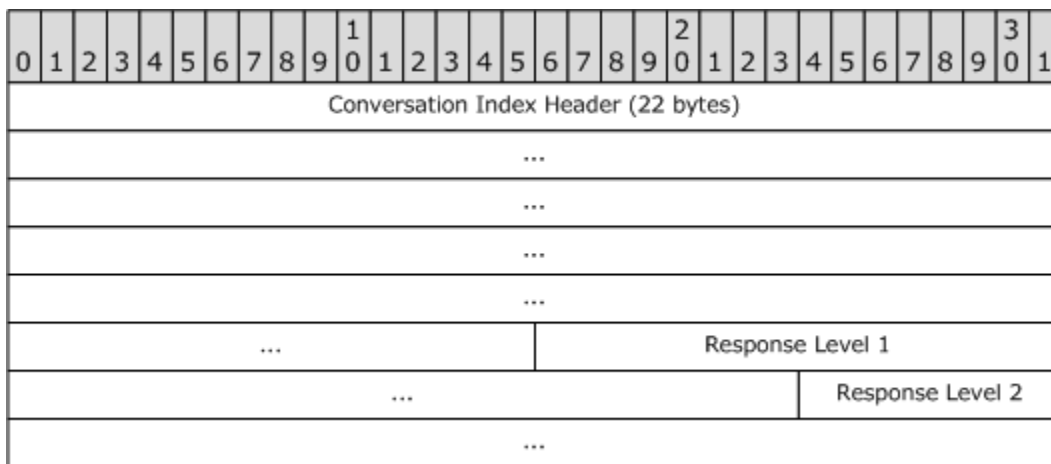 1 2 3
0 1 2 3 4 5 6 7 8 9 0 1 2 3 4 5 6 7 8 9 0 1 2 3 4 5 6 7 8 9 0 1
Conversation Index Header (22 bytes)
...
...
...
...
... Response Level 1
... Response Level 2
...